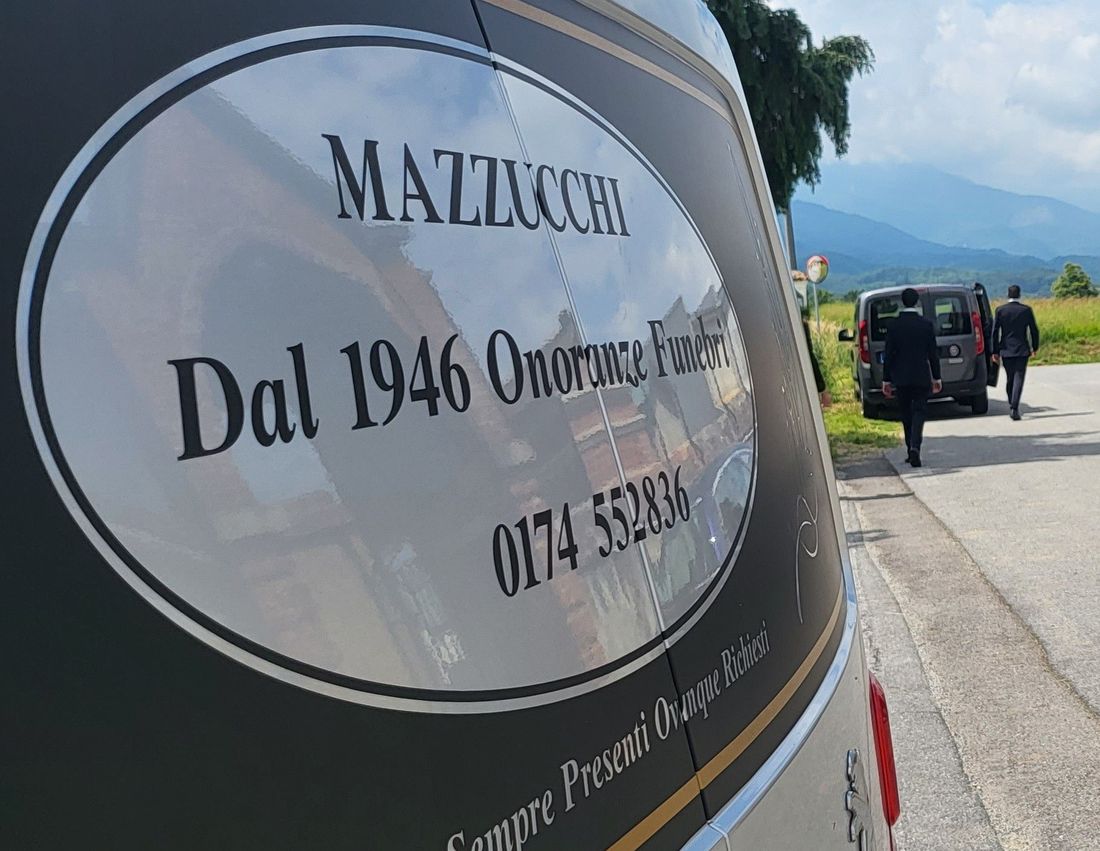 MAZZUCCHI
Dal 1946 Onoranze Funebri
0174 552836
Sempre Presenti Ovunque Richiesti